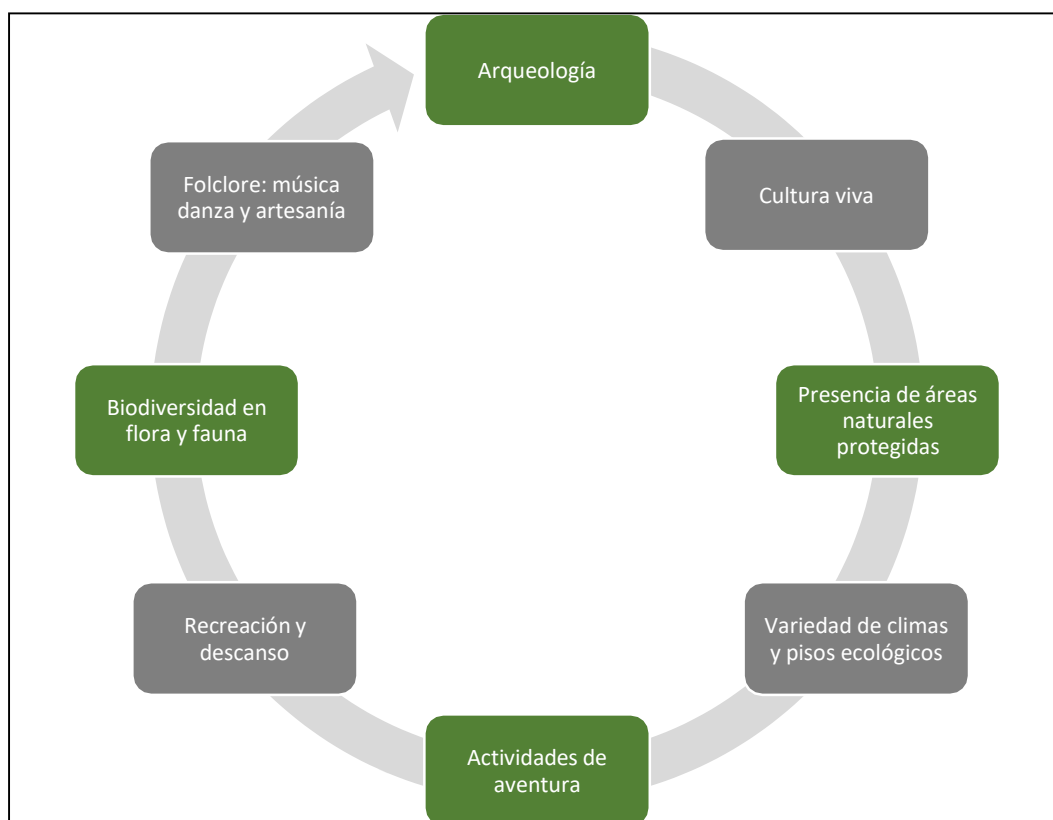 Arqueología
Cultura viva
Presencia de áreas
naturales
protegidas
Variedad de climas
y pisos ecológicos
Actividades de
aventura
Recreación y
descanso
Biodiversidad en
flora y fauna
Folclore: música
danza y artesanía